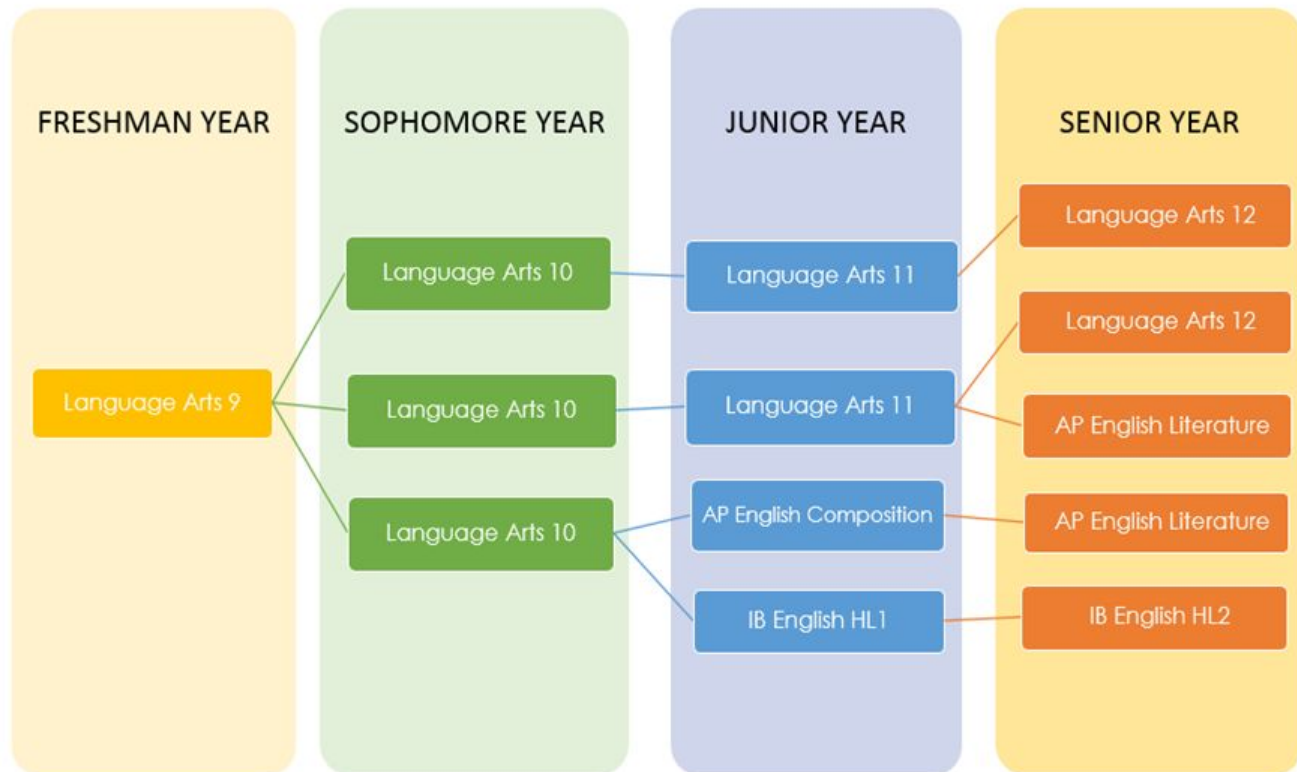 FRESHMAN YEAR
Language Arts 9
SOPHOMORE YEAR
Language Arts 10
Language Arts 10
Language Arts 10
JUNIOR YEAR
Language Arts 11
Language Arts 11
AP English Composition
IB English HL1
SENIOR YEAR
Language Arts 12
Language Arts 12
AP English Literature
AP English Literature
IB English HL2